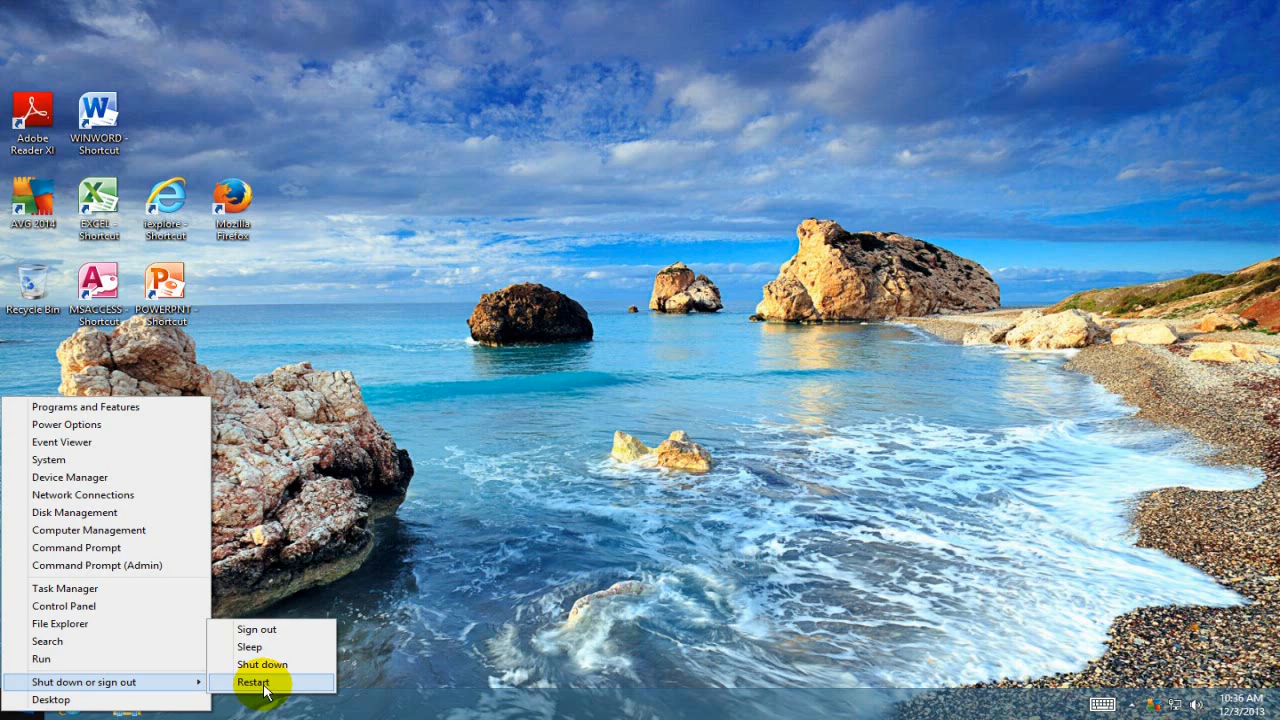 Adobe
Reader XI
WINWORD -
Shortcut
AVG 2014
EXCEL -
Shortcut
iexplore -
Shortcut
Mozilla
Firefox
Recycle Bin
MSACCESS -
Shortcut
POWERPNT -
Shortcut
Programs and Features
Power Options
Event Viewer
System
Device Manager
Network Connections
Disk Management
Computer Management
Command Prompt
Command Prompt (Admin)
Task Manager
Control Panel
File Explorer
Search
Run
Shut down or sign out
Desktop
Sign out
Sleep
Shut down
Restart
10:36 AM
12/3/2013